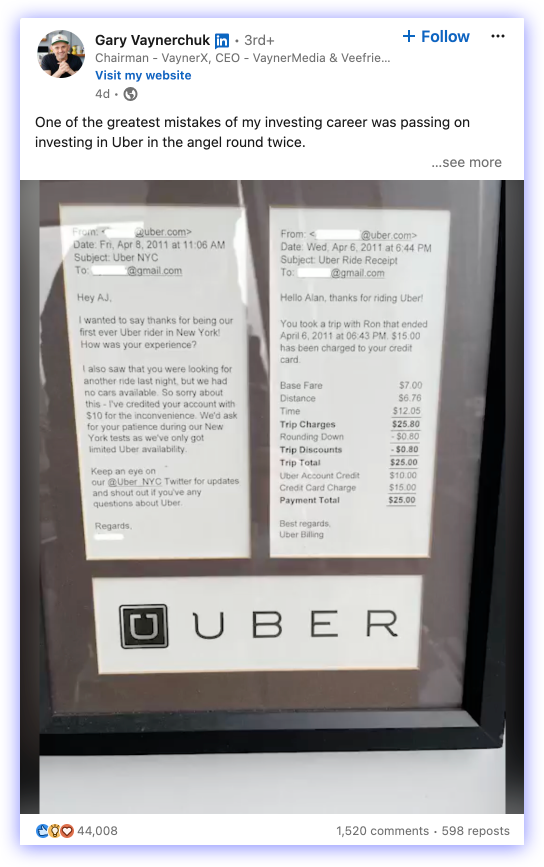 Gary Vaynerchuk in • 3rd+
+ Follow
Chairman - VaynerX, CEO - VaynerMedia & Veefrie...
Visit my website
4d •
One of the greatest mistakes of my investing career was passing on
investing in Uber in the angel round twice.
...see more
From: < @uber.com>
Date: Fri, Apr 8, 2011 at 11:06 AM
Subject: Uber NYC
To: @gmail.com
Hey AJ,
I wanted to say thanks for being our
first ever Uber rider in New York!
How was your experience?
I also saw that you were looking for
another ride last night, but we had
no cars available. So sorry about
this - I've credited your account with
$10 for the inconvenience. We'd ask
for your patience during our New
York tests as we've only got
limited Uber availability.
Keep an eye on
our @Uber_NYC Twitter for updates
and shout out if you've any
questions about Uber.
Regards,
From: < @uber.com>
Date: Wed, Apr 6, 2011 at 6:44 PM
Subject: Uber Ride Receipt
To: @gmail.com
Hello Alan, thanks for riding Uber!
You took a trip with Ron that ended
April 6, 2011 at 06:43 PM. $15.00
has been charged to your credit
card.
Base Fare $7.00
Distance $6.76
Time $12.05
Trip Charges $25.80
Rounding Down - $0.80
Trip Discounts - $0.80
Trip Total $25.00
Uber Account Credit $10.00
Credit Card Charge $15.00
Payment Total $25.00
Best regards,
Uber Billing
U UBER
44,008
1,520 comments • 598 reposts